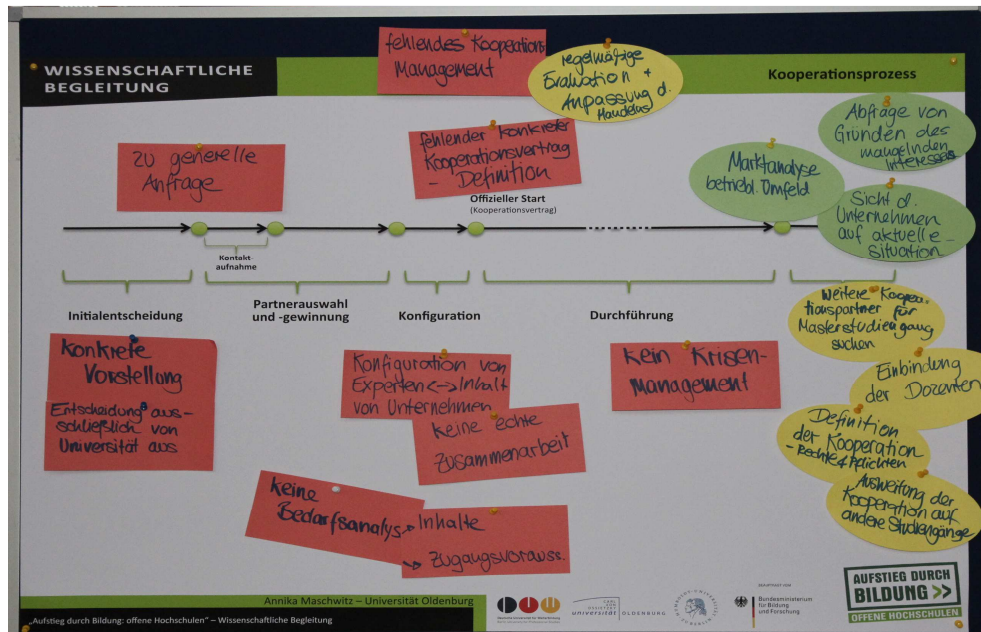 WISSENSCHAFTLICHE
BEGLEITUNG
fehlendes Kooperations
Management
regelmäßige
Evaluation +
Anpassung d.
Handelns
Kooperationsprozess
Abfrage von
Gründen des
mangelnden
Interesses
zu generelle
Anfrage
fehlender konkreter
Kooperationsvertrag
- Definition
Marktanalyse
betriebl. Umfeld
Sicht d.
Unternehmen
auf aktuelle
Situation
Offizieller Start
(Kooperationsvertrag)
Kontakt-
aufnahme
Initialentscheidung
Partnerauswahl
und -gewinnung
Konfiguration
Durchführung
Weitere Koopera-
tionspartner für
Masterstudiengang
suchen
Konkrete
Vorstellung
Entscheidung aus-
schließlich von
Universität aus
Konfiguration von
Experten <-> Inhalt
von Unternehmen
keine echte
Zusammenarbeit
Kein Krisen-
Management
Einbindung
der Dozenten
Definition
der Kooperation
- Rechte & Pflichten
Ausweitung der
Kooperation auf
andere Studiengänge
keine
Bedarfsanalyse
→ Inhalte
→ Zugangsvorauss.
Annika Maschwitz – Universität Oldenburg
„Aufstieg durch Bildung: offene Hochschulen" – Wissenschaftliche Begleitung
CARL
VON
OSSIETZKY
universität OLDENBURG
HUMBOLDT-UNIVERSITÄT
Bundesministerium
für Bildung
und Forschung
AUFSTIEG DURCH
BILDUNG >>
OFFENE HOCHSCHULEN